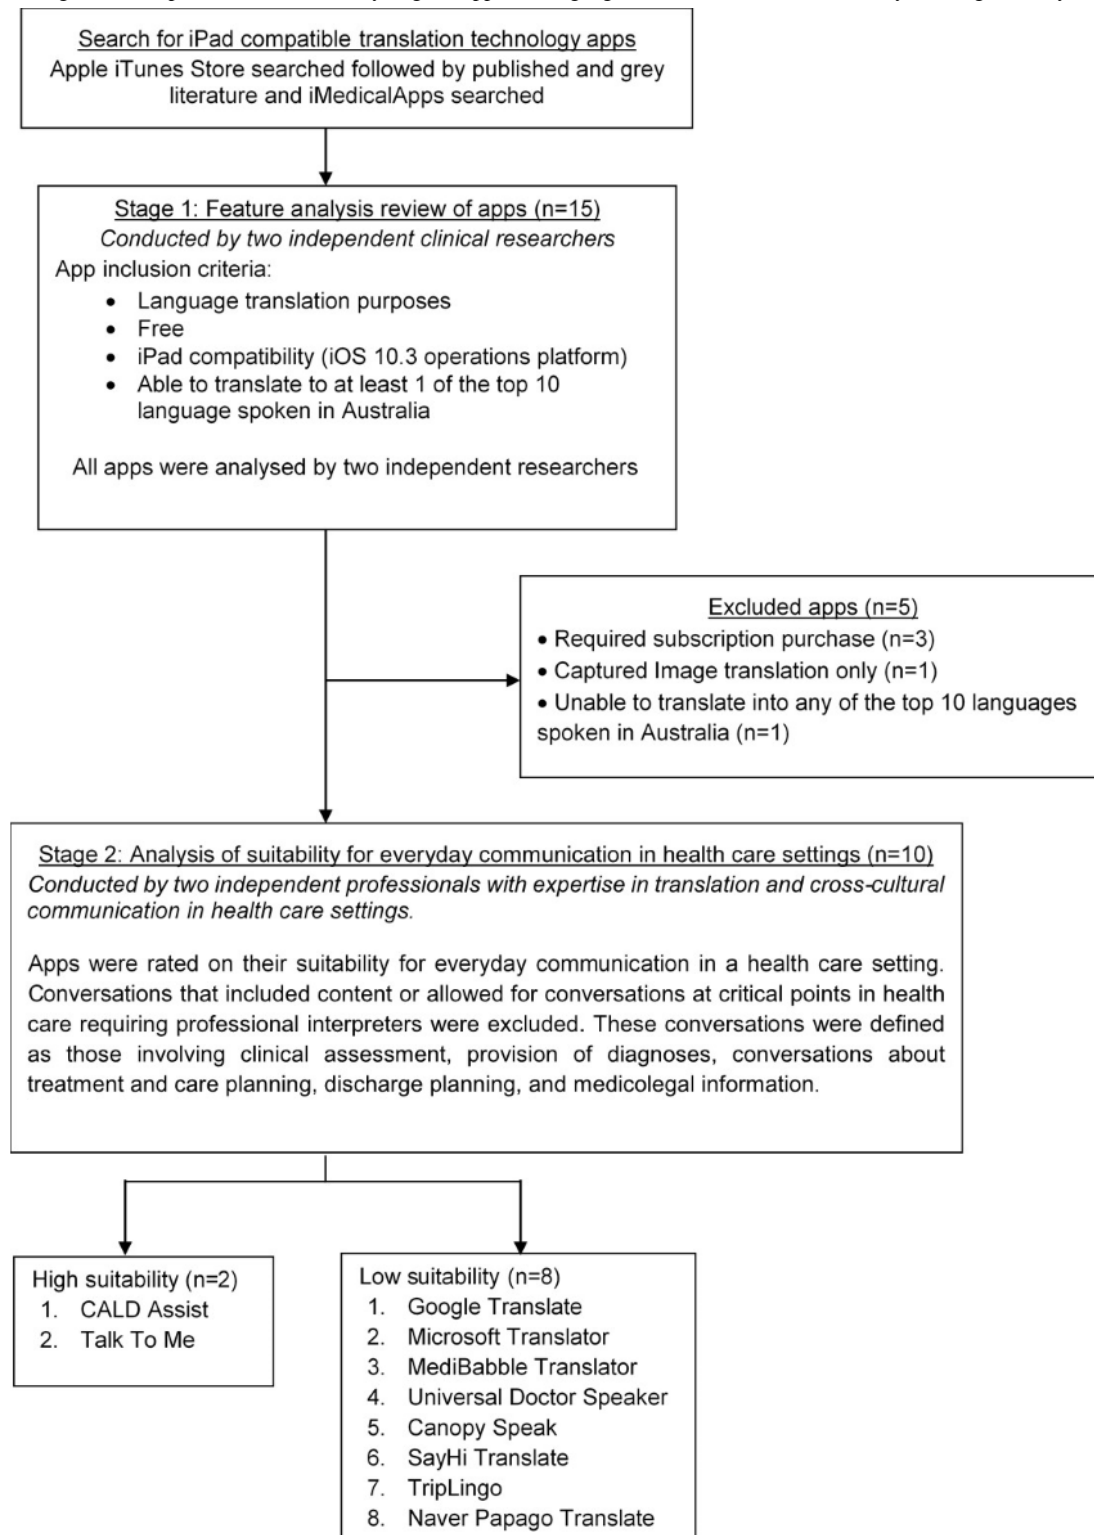 Search for iPad compatible translation technology apps
Apple iTunes Store searched followed by published and grey
literature and iMedicalApps searched
Stage 1: Feature analysis review of apps (n=15)
Conducted by two independent clinical researchers
App inclusion criteria:
• Language translation purposes
• Free
• iPad compatibility (iOS 10.3 operations platform)
• Able to translate to at least 1 of the top 10
language spoken in Australia
All apps were analysed by two independent researchers
Excluded apps (n=5)
• Required subscription purchase (n=3)
• Captured Image translation only (n=1)
• Unable to translate into any of the top 10 languages
spoken in Australia (n=1)
Stage 2: Analysis of suitability for everyday communication in health care settings (n=10)
Conducted by two independent professionals with expertise in translation and cross-cultural
communication in health care settings.
Apps were rated on their suitability for everyday communication in a health care setting.
Conversations that included content or allowed for conversations at critical points in health
care requiring professional interpreters were excluded. These conversations were defined
as those involving clinical assessment, provision of diagnoses, conversations about
treatment and care planning, discharge planning, and medicolegal information.
High suitability (n=2)
1. CALD Assist
2. Talk To Me
Low suitability (n=8)
1. Google Translate
2. Microsoft Translator
3. MediBabble Translator
4. Universal Doctor Speaker
5. Canopy Speak
6. SayHi Translate
7. TripLingo
8. Naver Papago Translate